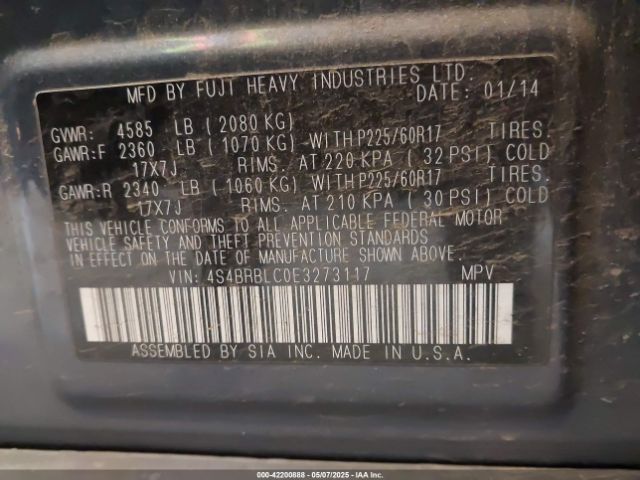 MFD BY FUJI HEAVY INDUSTRIES LTD.
DATE: 01/14
GVWR: 4585 LB (2080 KG)
GAWR:F 2360 LB (1070 KG) WITH P225/60R17 TIRES.
17X7J RIMS. AT 220 KPA (32 PSI) COLD
GAWR:R 2340 LB (1060 KG) WITH P225/60R17 TIRES.
17X7J RIMS. AT 210 KPA (30 PSI) COLD
THIS VEHICLE CONFORMS TO ALL APPLICABLE FEDERAL MOTOR
VEHICLE SAFETY AND THEFT PREVENTION STANDARDS
IN EFFECT ON THE DATE OF MANUFACTURE SHOWN ABOVE.
VIN: 4S4BRBLC0E3273117 MPV
ASSEMBLED BY SIA INC. MADE IN U.S.A.
000-42200888 - 05/07/2025 - IAA Inc.